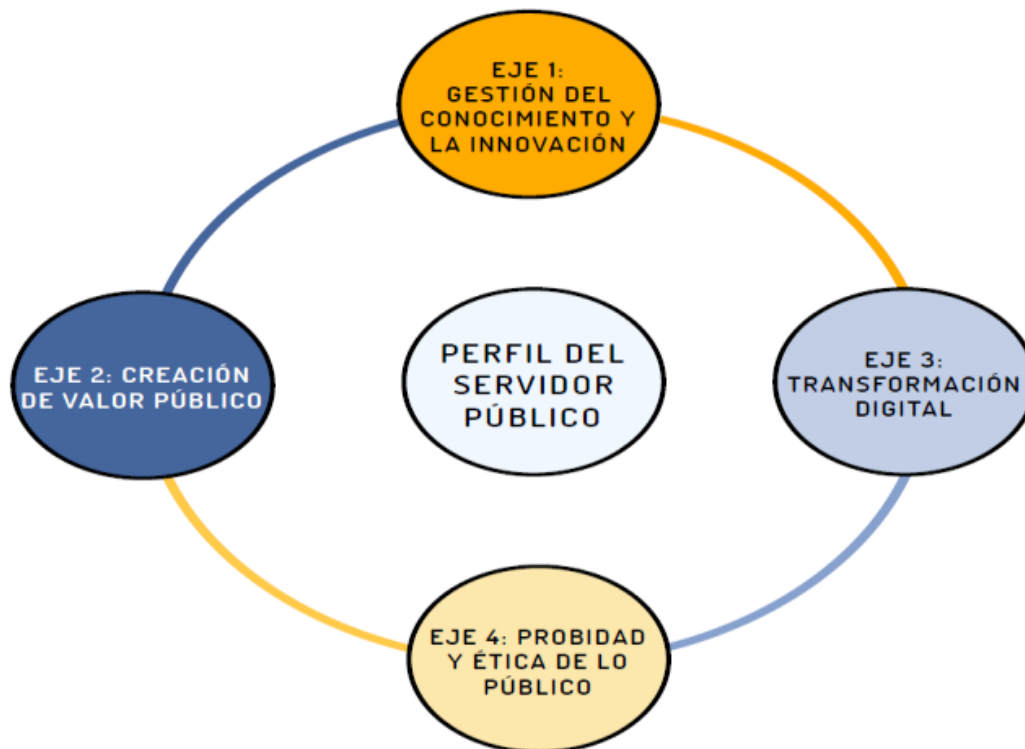 EJE 1:
GESTIÓN DEL
CONOCIMIENTO Y
LA INNOVACIÓN
EJE 2: CREACIÓN
DE VALOR PÚBLICO
PERFIL DEL
SERVIDOR
PÚBLICO
EJE 3:
TRANSFORMACIÓN
DIGITAL
EJE 4: PROBIDAD
Y ÉTICA DE LO
PÚBLICO